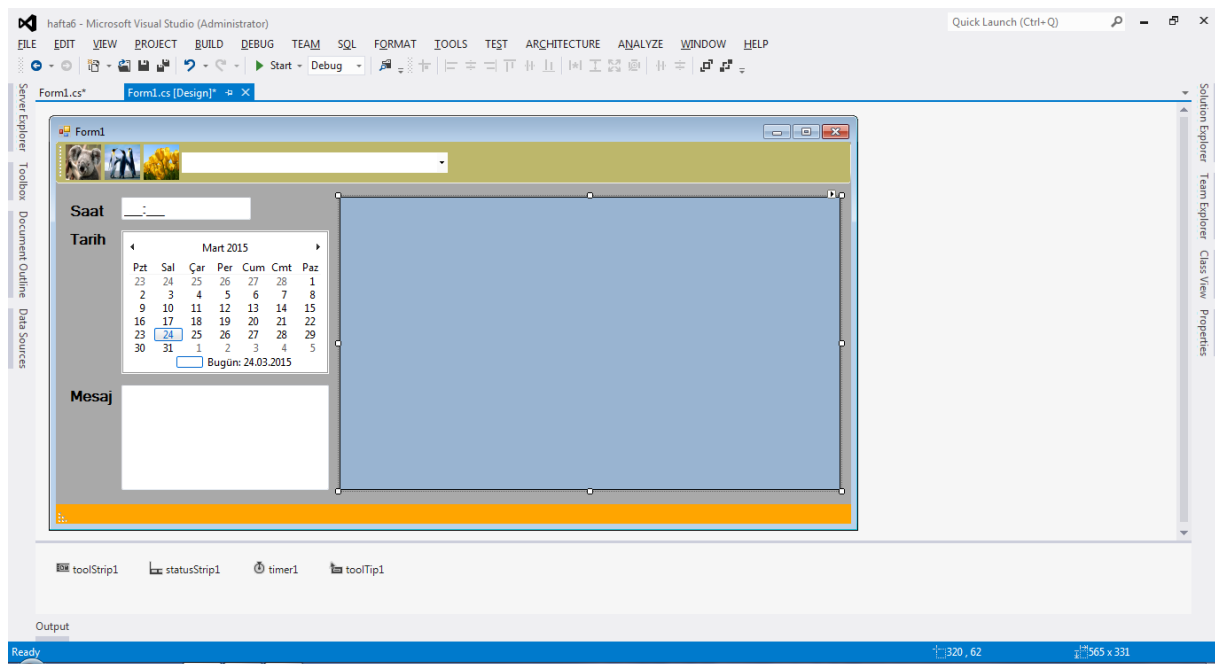 hafta6 - Microsoft Visual Studio (Administrator)
Quick Launch (Ctrl+Q)
FILE EDIT VIEW PROJECT BUILD DEBUG TEAM SQL FORMAT TOOLS TEST ARCHITECTURE ANALYZE WINDOW HELP
Start Debug
Form1.cs* Form1.cs [Design]*
Server Explorer
Toolbox
Document Outline
Data Sources
Form1
Saat __:__
Tarih
Mart 2015
Pzt Sal Çar Per Cum Cmt Paz
23 24 25 26 27 28 1
2 3 4 5 6 7 8
9 10 11 12 13 14 15
16 17 18 19 20 21 22
23 24 25 26 27 28 29
30 31 1 2 3 4 5
Bugün: 24.03.2015
Mesaj
Solution Explorer
Team Explorer
Class View
Properties
toolStrip1 statusStrip1 timer1 toolTip1
Output
Ready
320 , 62
565 x 331